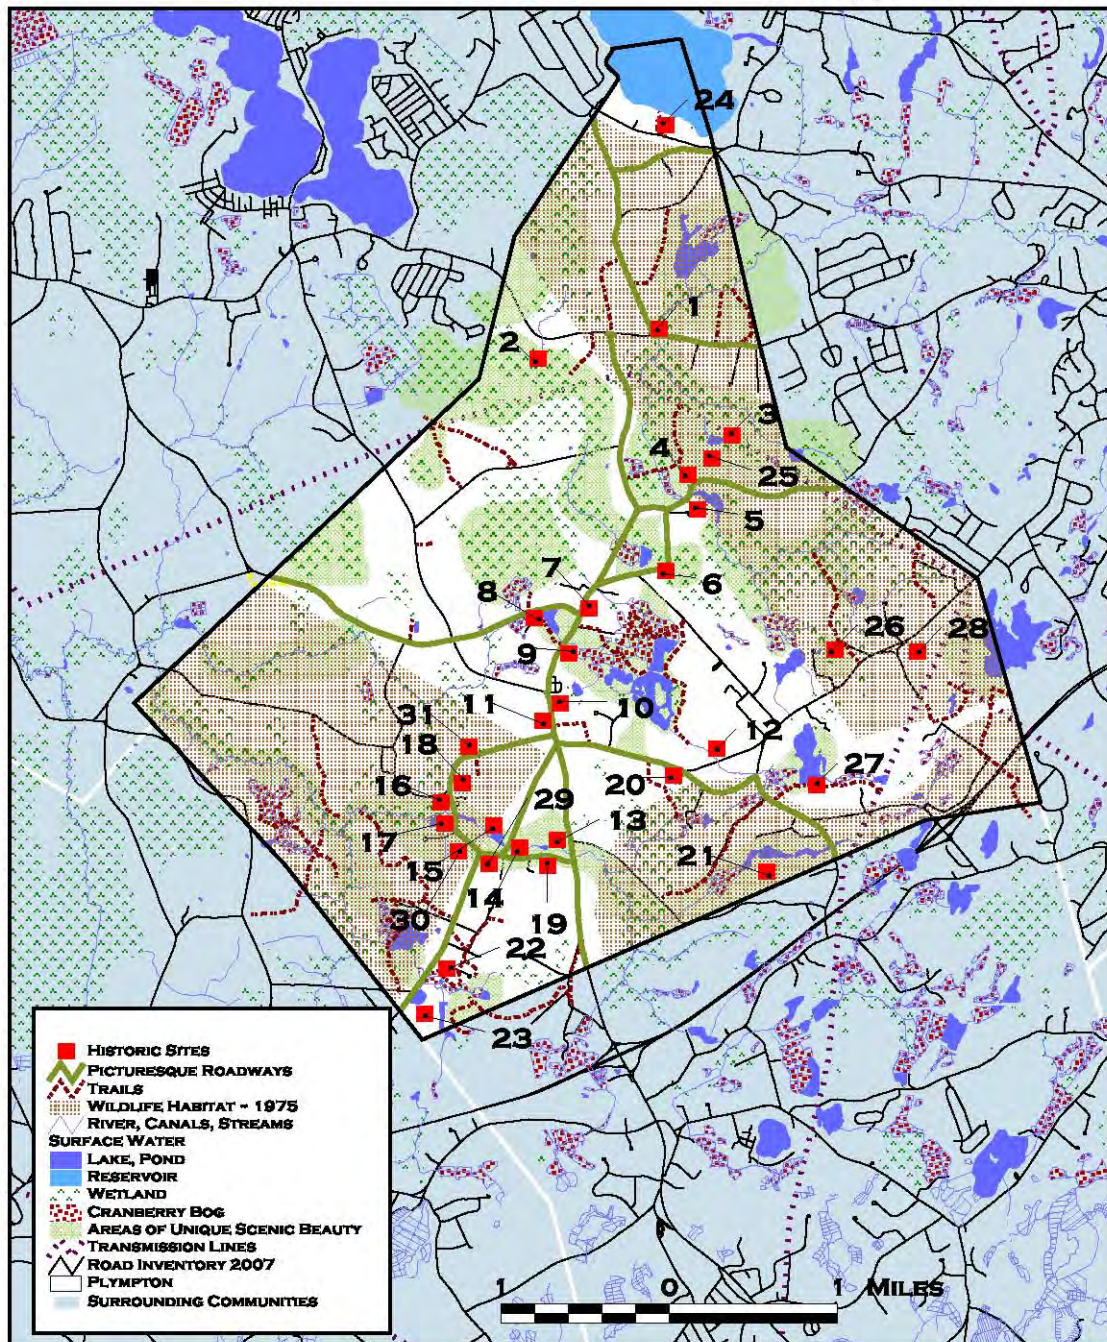 24
1
2
3
4
25
5
7
6
8
26
28
9
11
10
31
12
18
20
27
16
29
13
17
15
21
14
30
19
22
23
HISTORIC SITES
PICTURESQUE ROADWAYS
TRAILS
WILDLIFE HABITAT - 1975
RIVER, CANALS, STREAMS
SURFACE WATER
LAKE, POND
RESERVOIR
WETLAND
CRANBERRY BOG
AREAS OF UNIQUE SCENIC BEAUTY
TRANSMISSION LINES
ROAD INVENTORY 2007
PLYMPTON
SURROUNDING COMMUNITIES
1 0 1 MILES